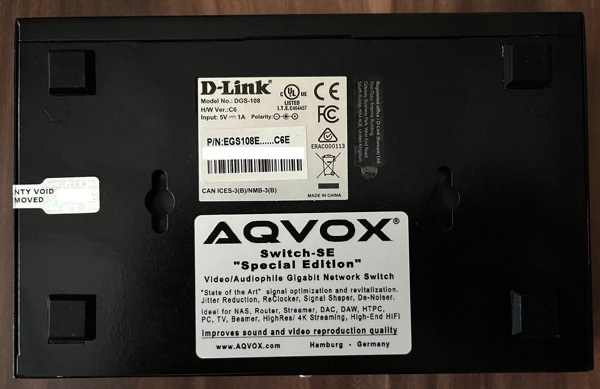 D-Link
Model No.: DGS-108
H/W Ver.: C6
Input: 5V 1A Polarity:
UL
US
LISTED
I.T.E.E404457
CE
FC
ERAC000113
P/N:EGS108E......C6E
CAN ICES-3(B)/NMB-3(B)
MADE IN CHINA
NTY VOID
MOVED
AQVOX®
Switch-SE
"Special Edition"
Video/Audiophile Gigabit Network Switch
"State of the Art" signal optimization and revitalization,
Jitter Reduction, ReClocker, Signal Shaper, De-Noiser.
Ideal for NAS, Router, Streamer, DAC, DAW, HTPC,
PC, TV, Beamer, HighRes/ 4K Streaming, High-End HIFI
Improves sound and video reproduction quality
www.AQVOX.com Hamburg - Germany